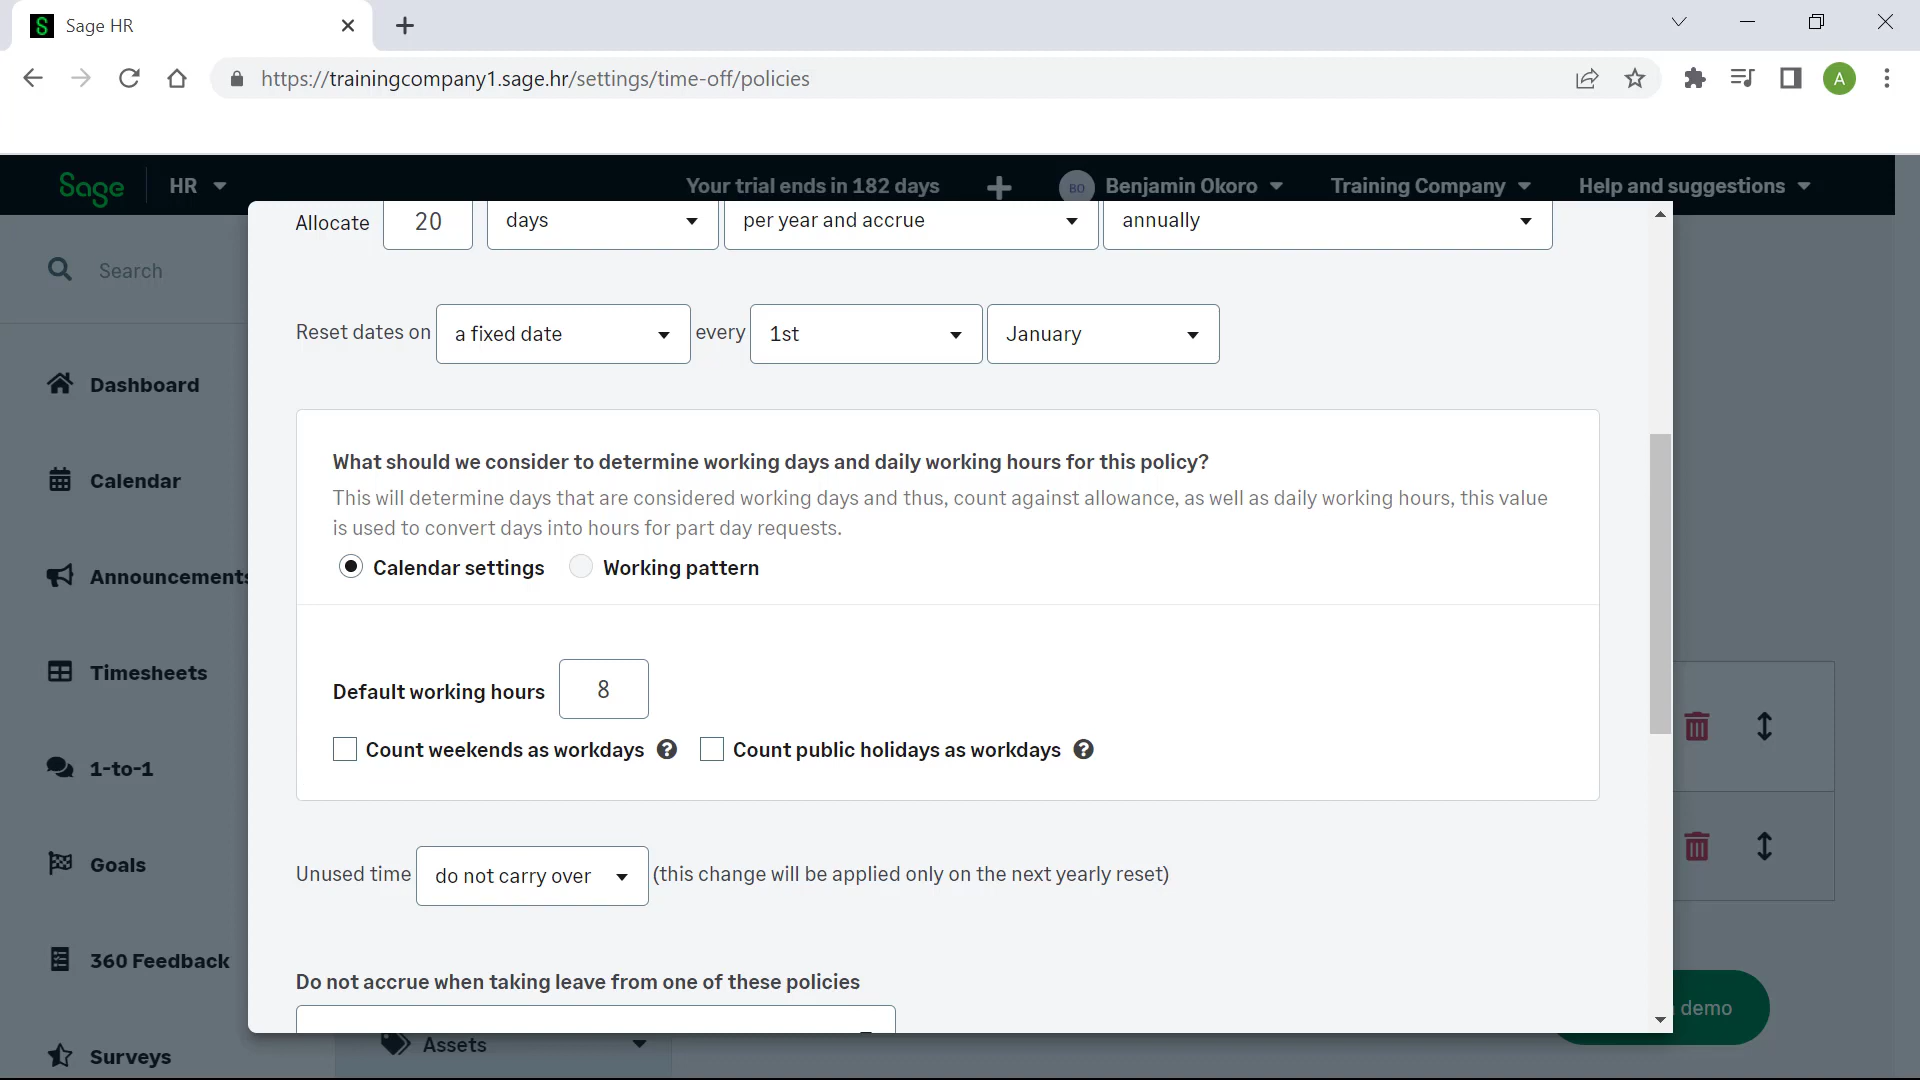 Sage HR
https://trainingcompany1.sage.hr/settings/time-off/policies
A
Sage
HR
Your trial ends in 182 days
BO
Benjamin Okoro
Training Company
Help and suggestions
Search
Dashboard
Calendar
Announcements
Timesheets
1-to-1
Goals
360 Feedback
Surveys
Allocate 20 days per year and accrue annually
Reset dates on a fixed date every 1st January
What should we consider to determine working days and daily working hours for this policy?
This will determine days that are considered working days and thus, count against allowance, as well as daily working hours, this value
is used to convert days into hours for part day requests.
Calendar settings Working pattern
Default working hours 8
Count weekends as workdays ? Count public holidays as workdays ?
Unused time do not carry over (this change will be applied only on the next yearly reset)
Do not accrue when taking leave from one of these policies
Assets
demo